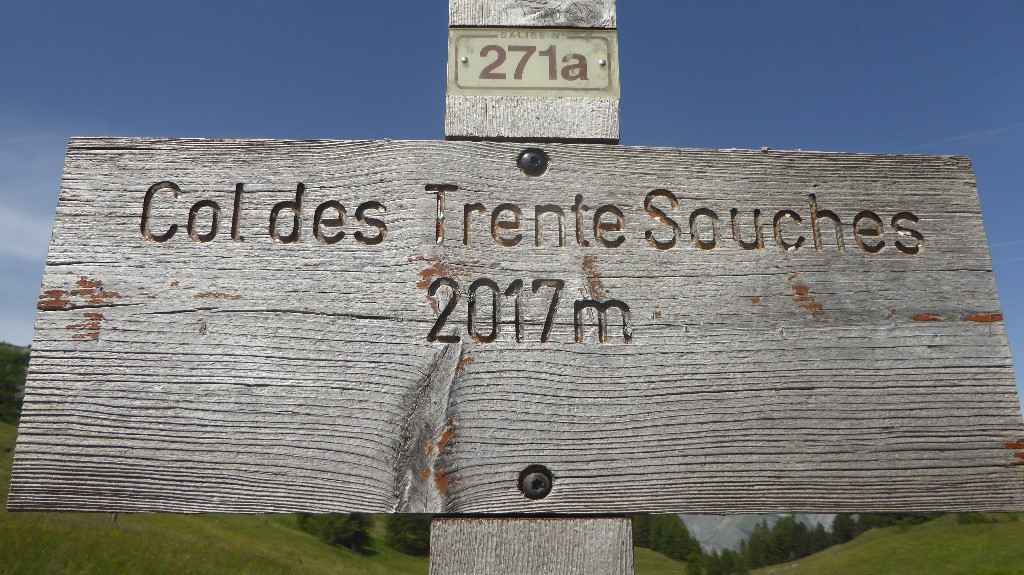 BALISE N°
271a
Col des Trente Souches
2017m